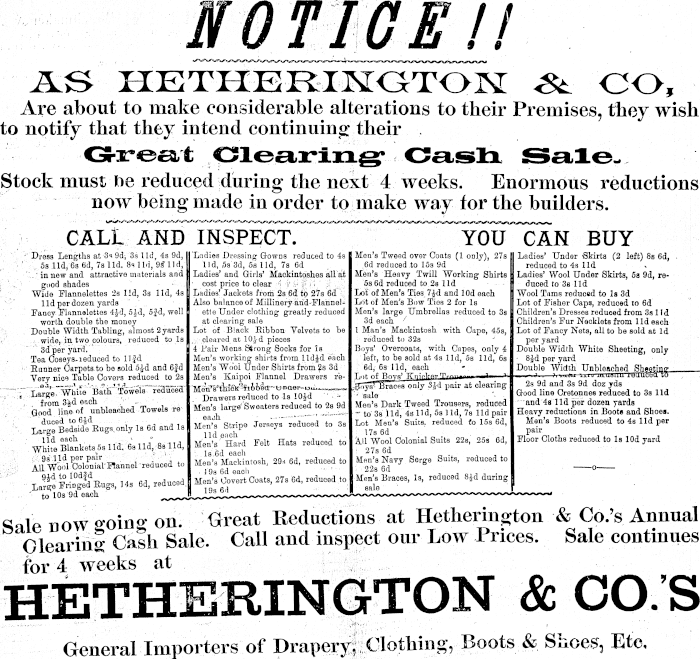 NOTICE!!
AS HETHERINGTON & CO,
Are about to make considerable alterations to their Premises, they wish
to notify that they intend continuing their
Great Clearing Cash Sale.
Stock must be reduced during the next 4 weeks. Enormous reductions
now being made in order to make way for the builders.
CALL AND INSPECT.
YOU CAN BUY
Dress Lengths at 3s 9d, 3s 11d, 4s 9d,
5s 11d, 6s 6d, 7s 11d, 8s 11d, 9s 11d,
in new and attractive materials and
good shades
Wide Flannelettes 2s 11d, 3s 11d, 4s
11d per dozen yards
Fancy Flannelettes 4½d, 5½d, 5¾d, well
worth double the money
Double Width Tabling, almost 2 yards
wide, in two colours, reduced to 1s
3d per yard.
Tea Coseys reduced to 11¾d
Runner Carpets to be sold 5½d and 6¾d
Very nice Table Covers reduced to 2s
Large White Bath Towels reduced
from 3½d each
Good line of unbleached Towels re-
duced to 6½d
Large Bedside Rugs only 1s 6d and 1s
11d each
White Blankets 5s 11d, 6s 11d, 8s 11d,
9s 11d per pair
All Wool Colonial Flannel reduced to
9½d to 10d¾d
Large Fringed Rugs, 14s 6d, reduced
to 10s 9d each
Ladies Dressing Gowns reduced to 4s
11d, 5s 3d, 5s 11d, 7s 6d
Ladies' and Girls' Mackintoshes all at
cost price to clear
Ladies' Jackets from 2s 6d to 27s 6d
Also balance of Millinery and Flannel-
ette Under clothing greatly reduced
at clearing sale
Lot of Black Ribbon Velvets to be
cleared at 10½d pieces
4 Pair Mens Strong Socks for 1s
Men's working shirts from 11d½d each
Men's Wool Under Shirts from 2s 3d
Men's Kaipoi Flannel Drawers re-
Men's thick Ribbed Under
Drawers reduced to 1s 10½d
Men's large Sweaters reduced to 2s 9d
each
Men's Stripe Jerseys reduced to 3s
11d each
Men's Hard Felt Hats reduced to
1s.6d each
Men's Mackintosh, 29s 6d, reduced to
19s 6d each
Men's Covert Coats, 27s 6d, reduced to
19s 6d
Men's Tweed over Coats (1 only), 27s
6d reduced to 15s 9d
Men's Heavy Twill Working Shirts
5s 6d reduced to 2s 11d
Lot of Men's Ties 7½d and 10d each
Lot of Men's Bow Ties 2 for 1s
Men's large Umbrellas reduced to 3s
3d each
1 Man's Mackintosh with Cape, 45s,
reduced to 32s
Boys' Overcoats, with Capes, only 4
left, to be sold at 4s 11d, 5s 11d, 6s
6d, 6s 11d, each
Lot of Boys' Knicker Trousers
Boys' Braces only 3½d pair at clearing
sale
Men's Dark Tweed Trousers, reduced
to 3s 11d, 4s 11d, 5s 11d, 7s 11d pair
Lot Men's Suits, reduced to 15s 6d,
17s 6d
All Wool Colonial Suits 22s, 25s 6d,
27s 6d
Men's Navy Serge Suits, reduced to
22s 6d
Men's Braces, 1s, reduced 8½d during
sale
Ladies' Under Skirts (2 left) 8s 6d,
reduced to 4s 11d
Ladies' Wool Under Skirts, 5s 9d, re-
duced to 3s 11d
Wool Tams reduced to 1s 3d
Lot of Fisher Caps, reduced to 6d
Children's Dresses reduced from 3s 11d
Children's Fur Necklets from 11d each
Lot of Fancy Nets, all to be sold at 1d
per yard
Double Width White Sheeting, only
8¾d per yard
Double Width Unbleached Sheeting
reduced to
2s 9d and 3s 9d doz yds
Good line Cretonnes reduced to 3s 11d
and 4s 11d per dozen yards
Heavy reductions in Boots and Shoes.
Men's Boots reduced to 4s 11d per
pair
Floor Cloths reduced to 1s 10d yard
Sale now going on. Great Reductions at Hetherington & Co.'s Annual
Clearing Cash Sale. Call and inspect our Low Prices. Sale continues
for 4 weeks at
HETHERINGTON & CO.'S
General Importers of Drapery, Clothing, Boots & Shoes, Etc.